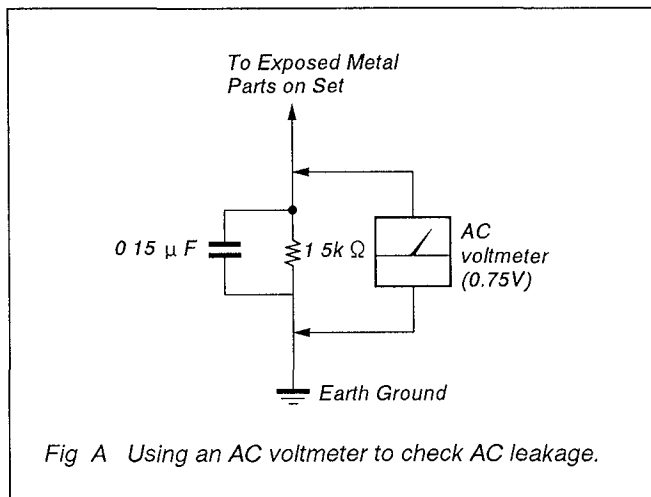 To Exposed Metal
Parts on Set
0 15 μ F
1 5k Ω
AC
voltmeter
(0.75V)
Earth Ground
Fig A Using an AC voltmeter to check AC leakage.